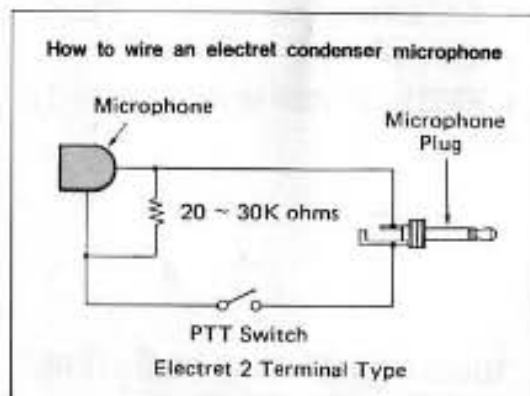 How to wire an electret condenser microphone
Microphone
Microphone
Plug
20 ~ 30K ohms
PTT Switch
Electret 2 Terminal Type